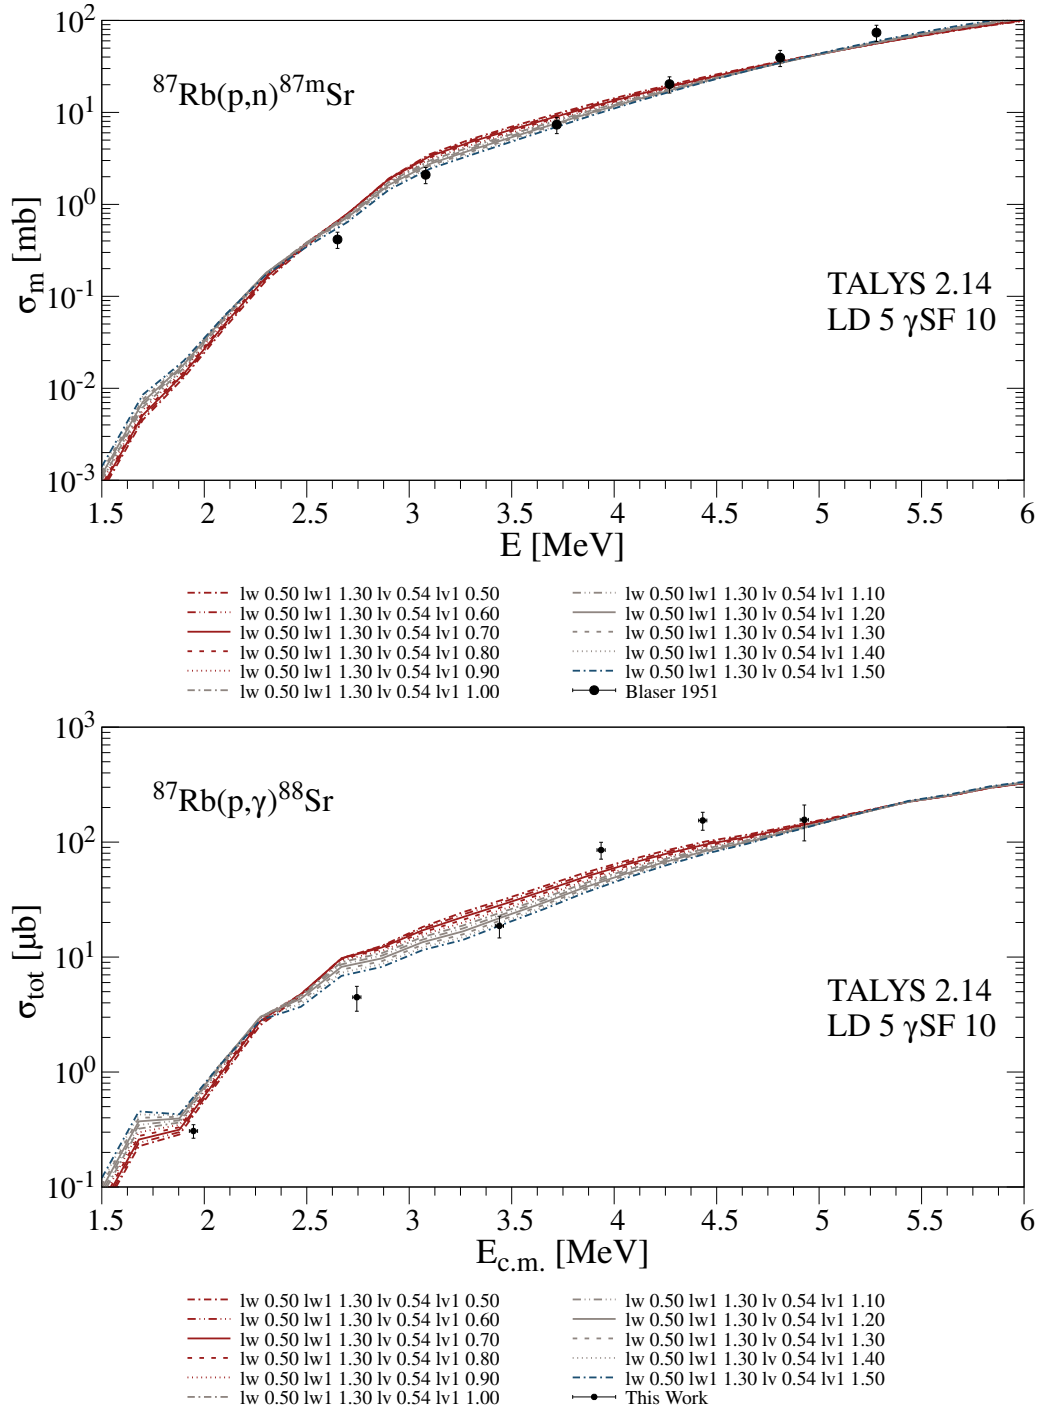 10²
⁸⁷Rb(p,n)⁸⁷ᵐSr
10¹
10⁰
σₘ [mb]
TALYS 2.14
10⁻¹
LD 5 γSF 10
10⁻²
10⁻³
1.5 2 2.5 3 3.5 4 4.5 5 5.5 6
E [MeV]
lw 0.50 lw1 1.30 lv 0.54 lv1 0.50
lw 0.50 lw1 1.30 lv 0.54 lv1 0.60
lw 0.50 lw1 1.30 lv 0.54 lv1 0.70
lw 0.50 lw1 1.30 lv 0.54 lv1 0.80
lw 0.50 lw1 1.30 lv 0.54 lv1 0.90
lw 0.50 lw1 1.30 lv 0.54 lv1 1.00
lw 0.50 lw1 1.30 lv 0.54 lv1 1.10
lw 0.50 lw1 1.30 lv 0.54 lv1 1.20
lw 0.50 lw1 1.30 lv 0.54 lv1 1.30
lw 0.50 lw1 1.30 lv 0.54 lv1 1.40
lw 0.50 lw1 1.30 lv 0.54 lv1 1.50
Blaser 1951
10³
⁸⁷Rb(p,γ)⁸⁸Sr
10²
10¹
σtot [μb]
TALYS 2.14
LD 5 γSF 10
10⁰
10⁻¹
1.5 2 2.5 3 3.5 4 4.5 5 5.5 6
Ec.m. [MeV]
lw 0.50 lw1 1.30 lv 0.54 lv1 0.50
lw 0.50 lw1 1.30 lv 0.54 lv1 0.60
lw 0.50 lw1 1.30 lv 0.54 lv1 0.70
lw 0.50 lw1 1.30 lv 0.54 lv1 0.80
lw 0.50 lw1 1.30 lv 0.54 lv1 0.90
lw 0.50 lw1 1.30 lv 0.54 lv1 1.00
lw 0.50 lw1 1.30 lv 0.54 lv1 1.10
lw 0.50 lw1 1.30 lv 0.54 lv1 1.20
lw 0.50 lw1 1.30 lv 0.54 lv1 1.30
lw 0.50 lw1 1.30 lv 0.54 lv1 1.40
lw 0.50 lw1 1.30 lv 0.54 lv1 1.50
This Work